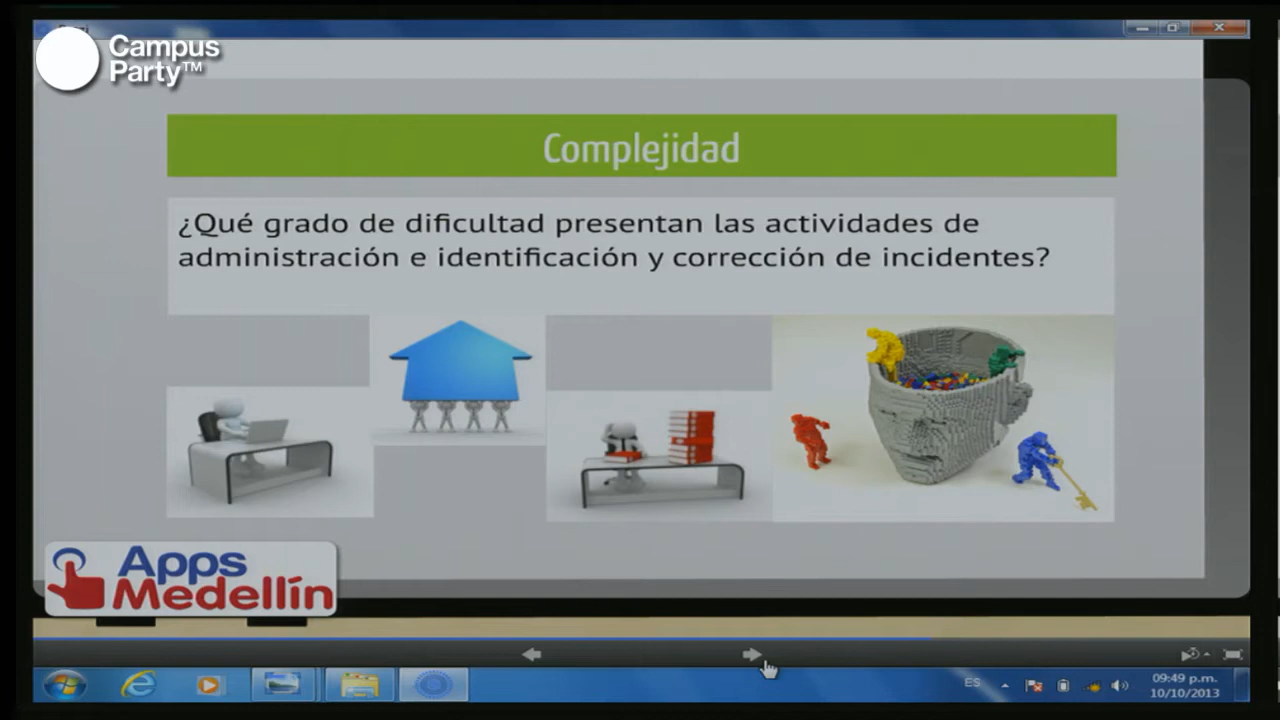 Campus
Party™
Complejidad
¿Qué grado de dificultad presentan las actividades de
administración e identificación y corrección de incidentes?
Apps
Medellín
ES
09:49 p.m.
10/10/2013